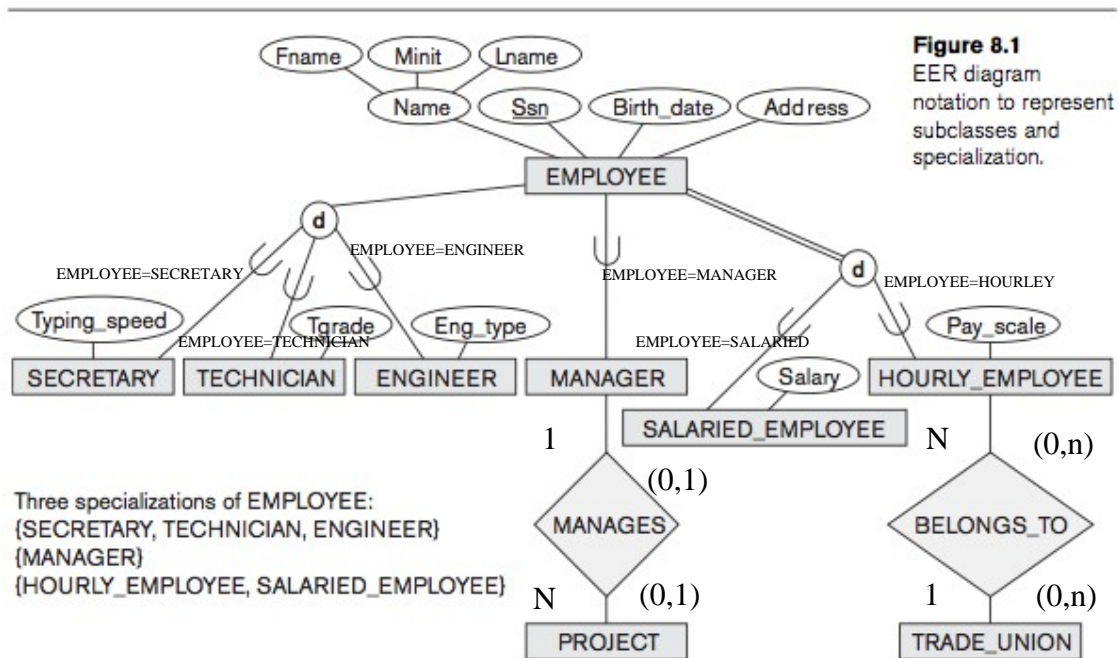 Figure 8.1
EER diagram
notation to represent
subclasses and
specialization.
Fname
Minit
Lname
Name
Ssn
Birth_date
Address
EMPLOYEE
d
d
EMPLOYEE=SECRETARY
EMPLOYEE=ENGINEER
EMPLOYEE=MANAGER
EMPLOYEE=HOURLEY
EMPLOYEE=TECHNICIAN
EMPLOYEE=SALARIED
Typing_speed
Tgrade
Eng_type
Pay_scale
Salary
SECRETARY
TECHNICIAN
ENGINEER
MANAGER
HOURLY_EMPLOYEE
SALARIED_EMPLOYEE
1
(0,1)
N
(0,n)
Three specializations of EMPLOYEE:
{SECRETARY, TECHNICIAN, ENGINEER}
{MANAGER}
{HOURLY_EMPLOYEE, SALARIED_EMPLOYEE}
MANAGES
BELONGS_TO
N
(0,1)
1
(0,n)
PROJECT
TRADE_UNION